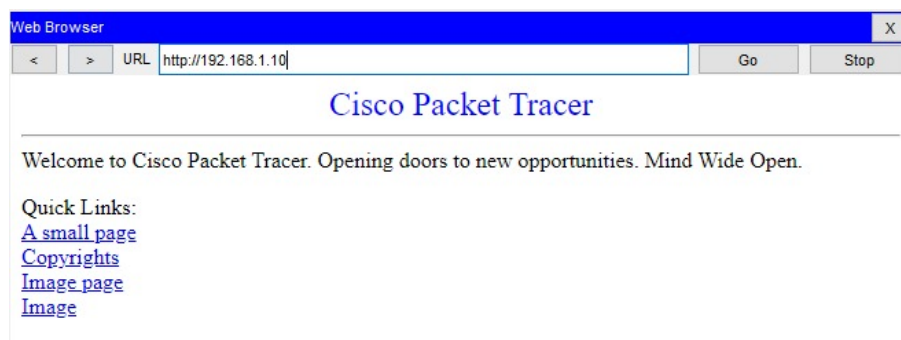 Web Browser X
< > URL http://192.168.1.10 Go Stop
Cisco Packet Tracer
Welcome to Cisco Packet Tracer. Opening doors to new opportunities. Mind Wide Open.
Quick Links:
A small page
Copyrights
Image page
Image